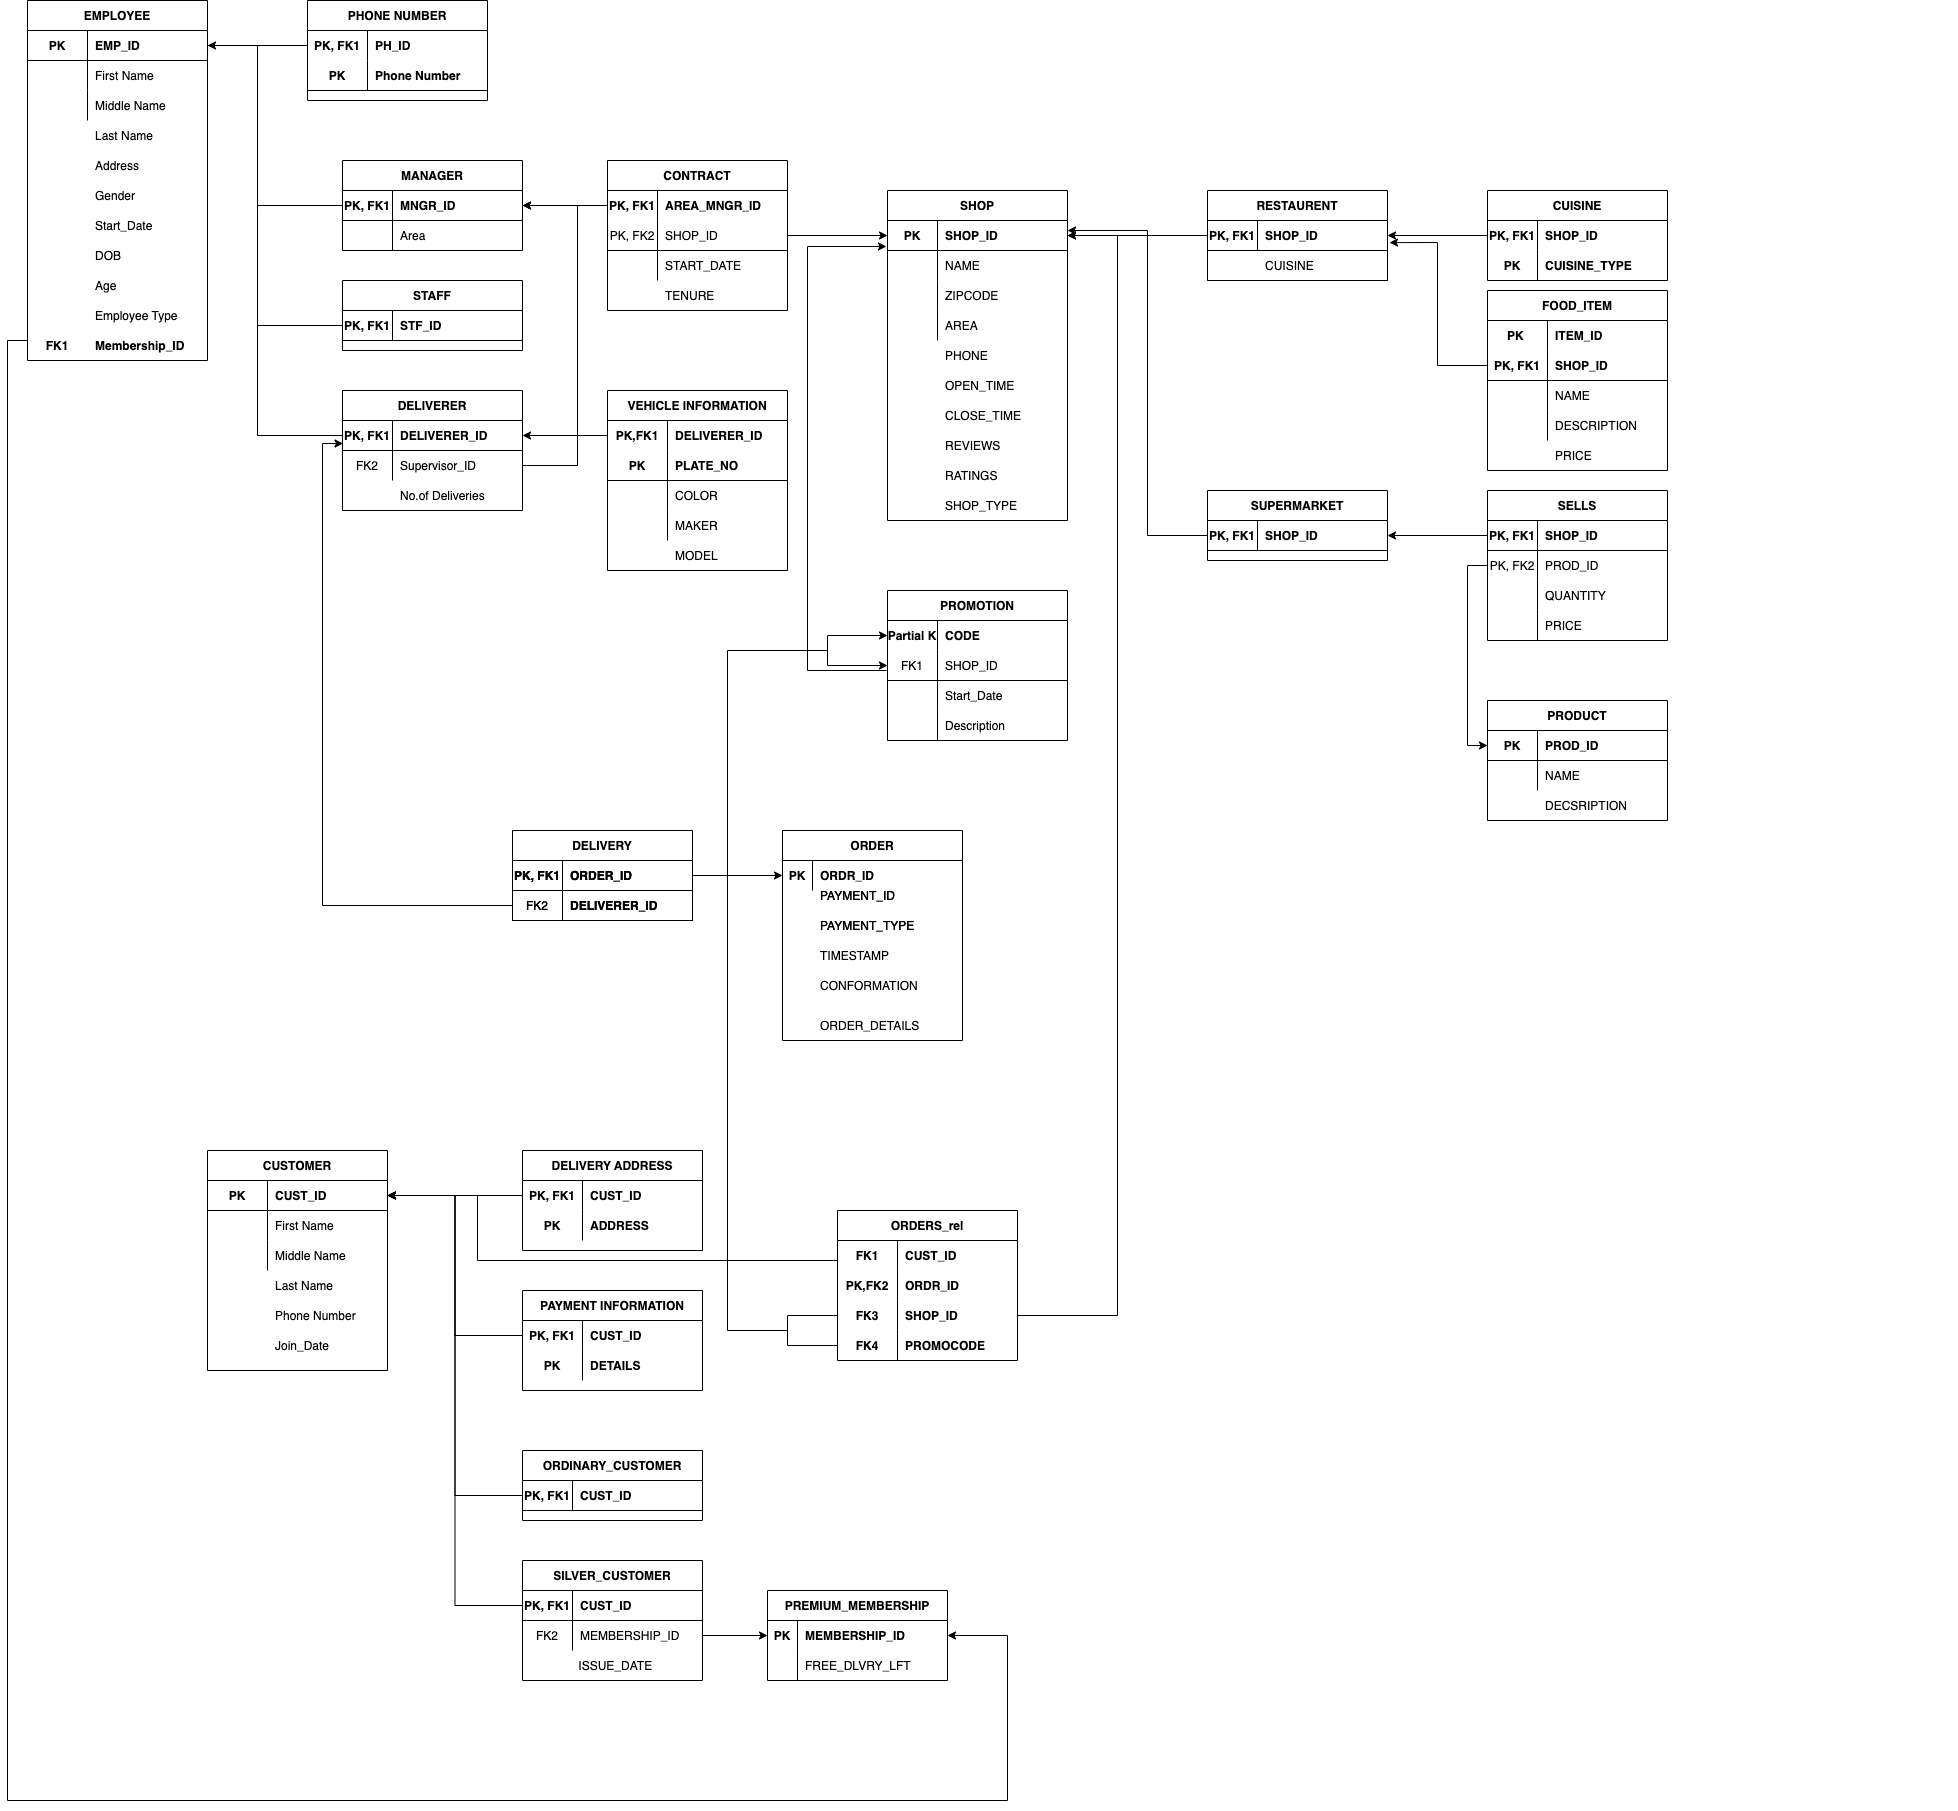 EMPLOYEE
PK EMP_ID
First Name
Middle Name
Last Name
Address
Gender
Start_Date
DOB
Age
Employee Type
FK1 Membership_ID
PHONE NUMBER
PK, FK1 PH_ID
PK Phone Number
MANAGER
PK, FK1 MNGR_ID
Area
STAFF
PK, FK1 STF_ID
DELIVERER
PK, FK1 DELIVERER_ID
FK2 Supervisor_ID
No.of Deliveries
CONTRACT
PK, FK1 AREA_MNGR_ID
PK, FK2 SHOP_ID
START_DATE
TENURE
VEHICLE INFORMATION
PK,FK1 DELIVERER_ID
PK PLATE_NO
COLOR
MAKER
MODEL
SHOP
PK SHOP_ID
NAME
ZIPCODE
AREA
PHONE
OPEN_TIME
CLOSE_TIME
REVIEWS
RATINGS
SHOP_TYPE
RESTAURENT
PK, FK1 SHOP_ID
CUISINE
CUISINE
PK, FK1 SHOP_ID
PK CUISINE_TYPE
FOOD_ITEM
PK ITEM_ID
PK, FK1 SHOP_ID
NAME
DESCRIPTION
PRICE
SUPERMARKET
PK, FK1 SHOP_ID
SELLS
PK, FK1 SHOP_ID
PK, FK2 PROD_ID
QUANTITY
PRICE
PROMOTION
Partial K CODE
FK1 SHOP_ID
Start_Date
Description
PRODUCT
PK PROD_ID
NAME
DECSRIPTION
DELIVERY
PK, FK1 ORDER_ID
FK2 DELIVERER_ID
ORDER
PK ORDR_ID
PAYMENT_ID
PAYMENT_TYPE
TIMESTAMP
CONFORMATION
ORDER_DETAILS
CUSTOMER
PK CUST_ID
First Name
Middle Name
Last Name
Phone Number
Join_Date
DELIVERY ADDRESS
PK, FK1 CUST_ID
PK ADDRESS
PAYMENT INFORMATION
PK, FK1 CUST_ID
PK DETAILS
ORDERS_rel
FK1 CUST_ID
PK,FK2 ORDR_ID
FK3 SHOP_ID
FK4 PROMOCODE
ORDINARY_CUSTOMER
PK, FK1 CUST_ID
SILVER_CUSTOMER
PK, FK1 CUST_ID
FK2 MEMBERSHIP_ID
ISSUE_DATE
PREMIUM_MEMBERSHIP
PK MEMBERSHIP_ID
FREE_DLVRY_LFT